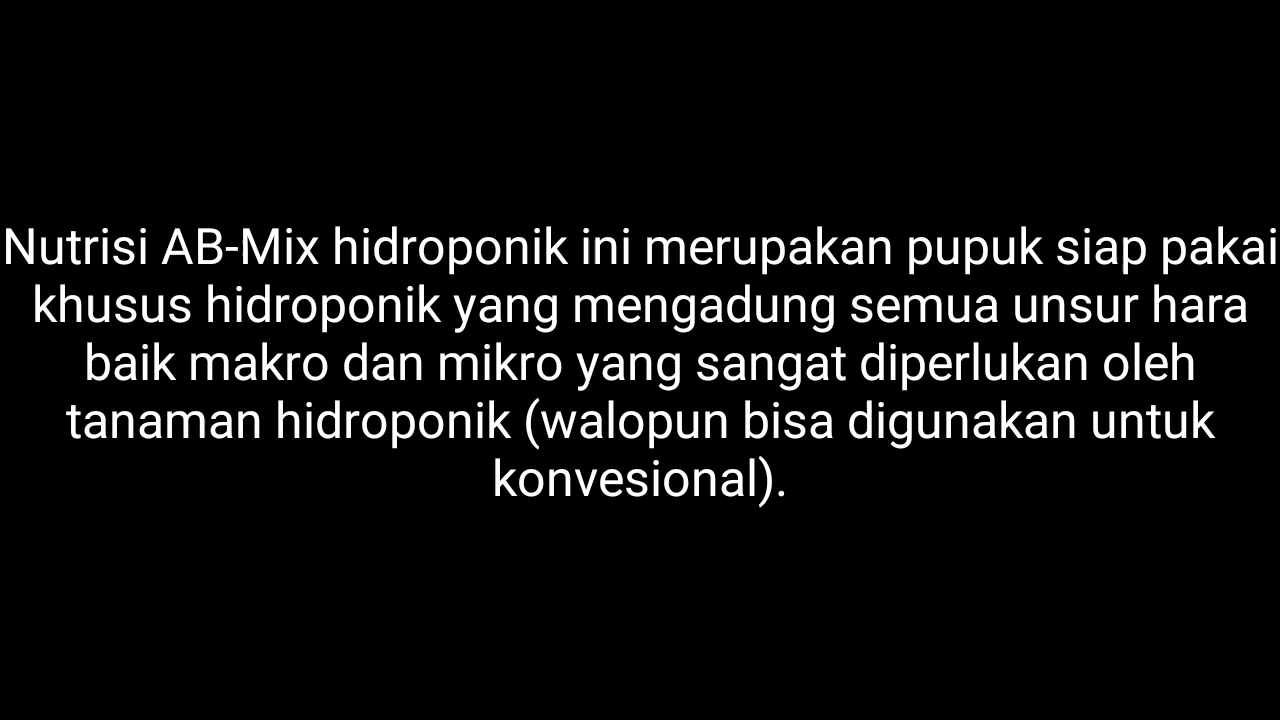 Nutrisi AB-Mix hidroponik ini merupakan pupuk siap pakai
khusus hidroponik yang mengadung semua unsur hara
baik makro dan mikro yang sangat diperlukan oleh
tanaman hidroponik (walopun bisa digunakan untuk
konvesional).